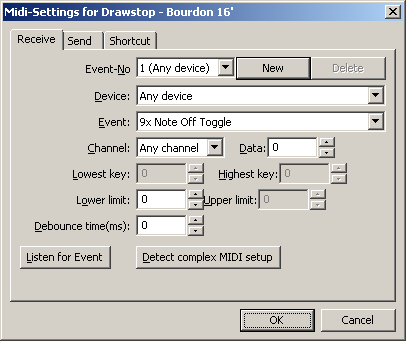 Midi-Settings for Drawstop - Bourdon 16'
Receive Send Shortcut
Event-No 1 (Any device) New Delete
Device: Any device
Event: 9x Note Off Toggle
Channel: Any channel Data: 0
Lowest key: 0 Highest key: 0
Lower limit: 0 Upper limit: 0
Debounce time(ms): 0
Listen for Event Detect complex MIDI setup
OK Cancel